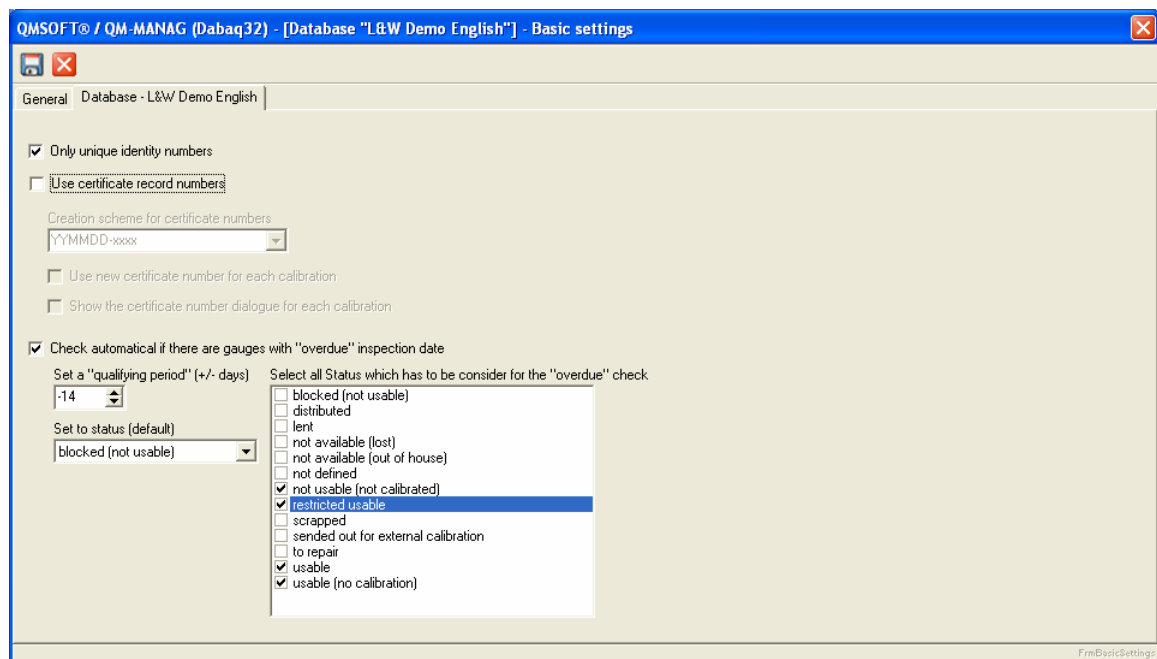 QMSOFT® / QM-MANAG (Dabaq32) - [Database "L&W Demo English"] - Basic settings
General Database - L&W Demo English
Only unique identity numbers
Use certificate record numbers
Creation scheme for certificate numbers
YYMMDD-xxxx
Use new certificate number for each calibration
Show the certificate number dialogue for each calibration
Check automatical if there are gauges with "overdue" inspection date
Set a "qualifying period" (+/- days)
-14
Set to status (default)
blocked (not usable)
Select all Status which has to be consider for the "overdue" check
blocked (not usable)
distributed
lent
not available (lost)
not available (out of house)
not defined
not usable (not calibrated)
restricted usable
scrapped
sended out for external calibration
to repair
usable
usable (no calibration)
FrmBasicSettings